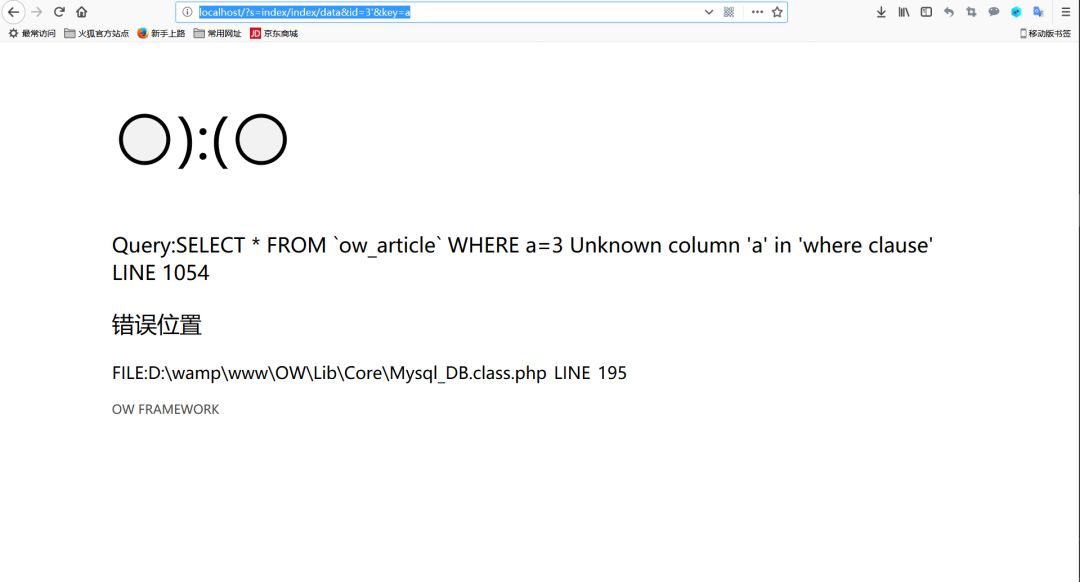 localhost/?s=index/index/data&id=3'&key=a
最常访问 火狐官方站点 新手上路 常用网址 JD 京东商城 移动版书签
○):(○
Query:SELECT * FROM `ow_article` WHERE a=3 Unknown column 'a' in 'where clause'
LINE 1054
错误位置
FILE:D:\wamp\www\OW\Lib\Core\Mysql_DB.class.php LINE 195
OW FRAMEWORK